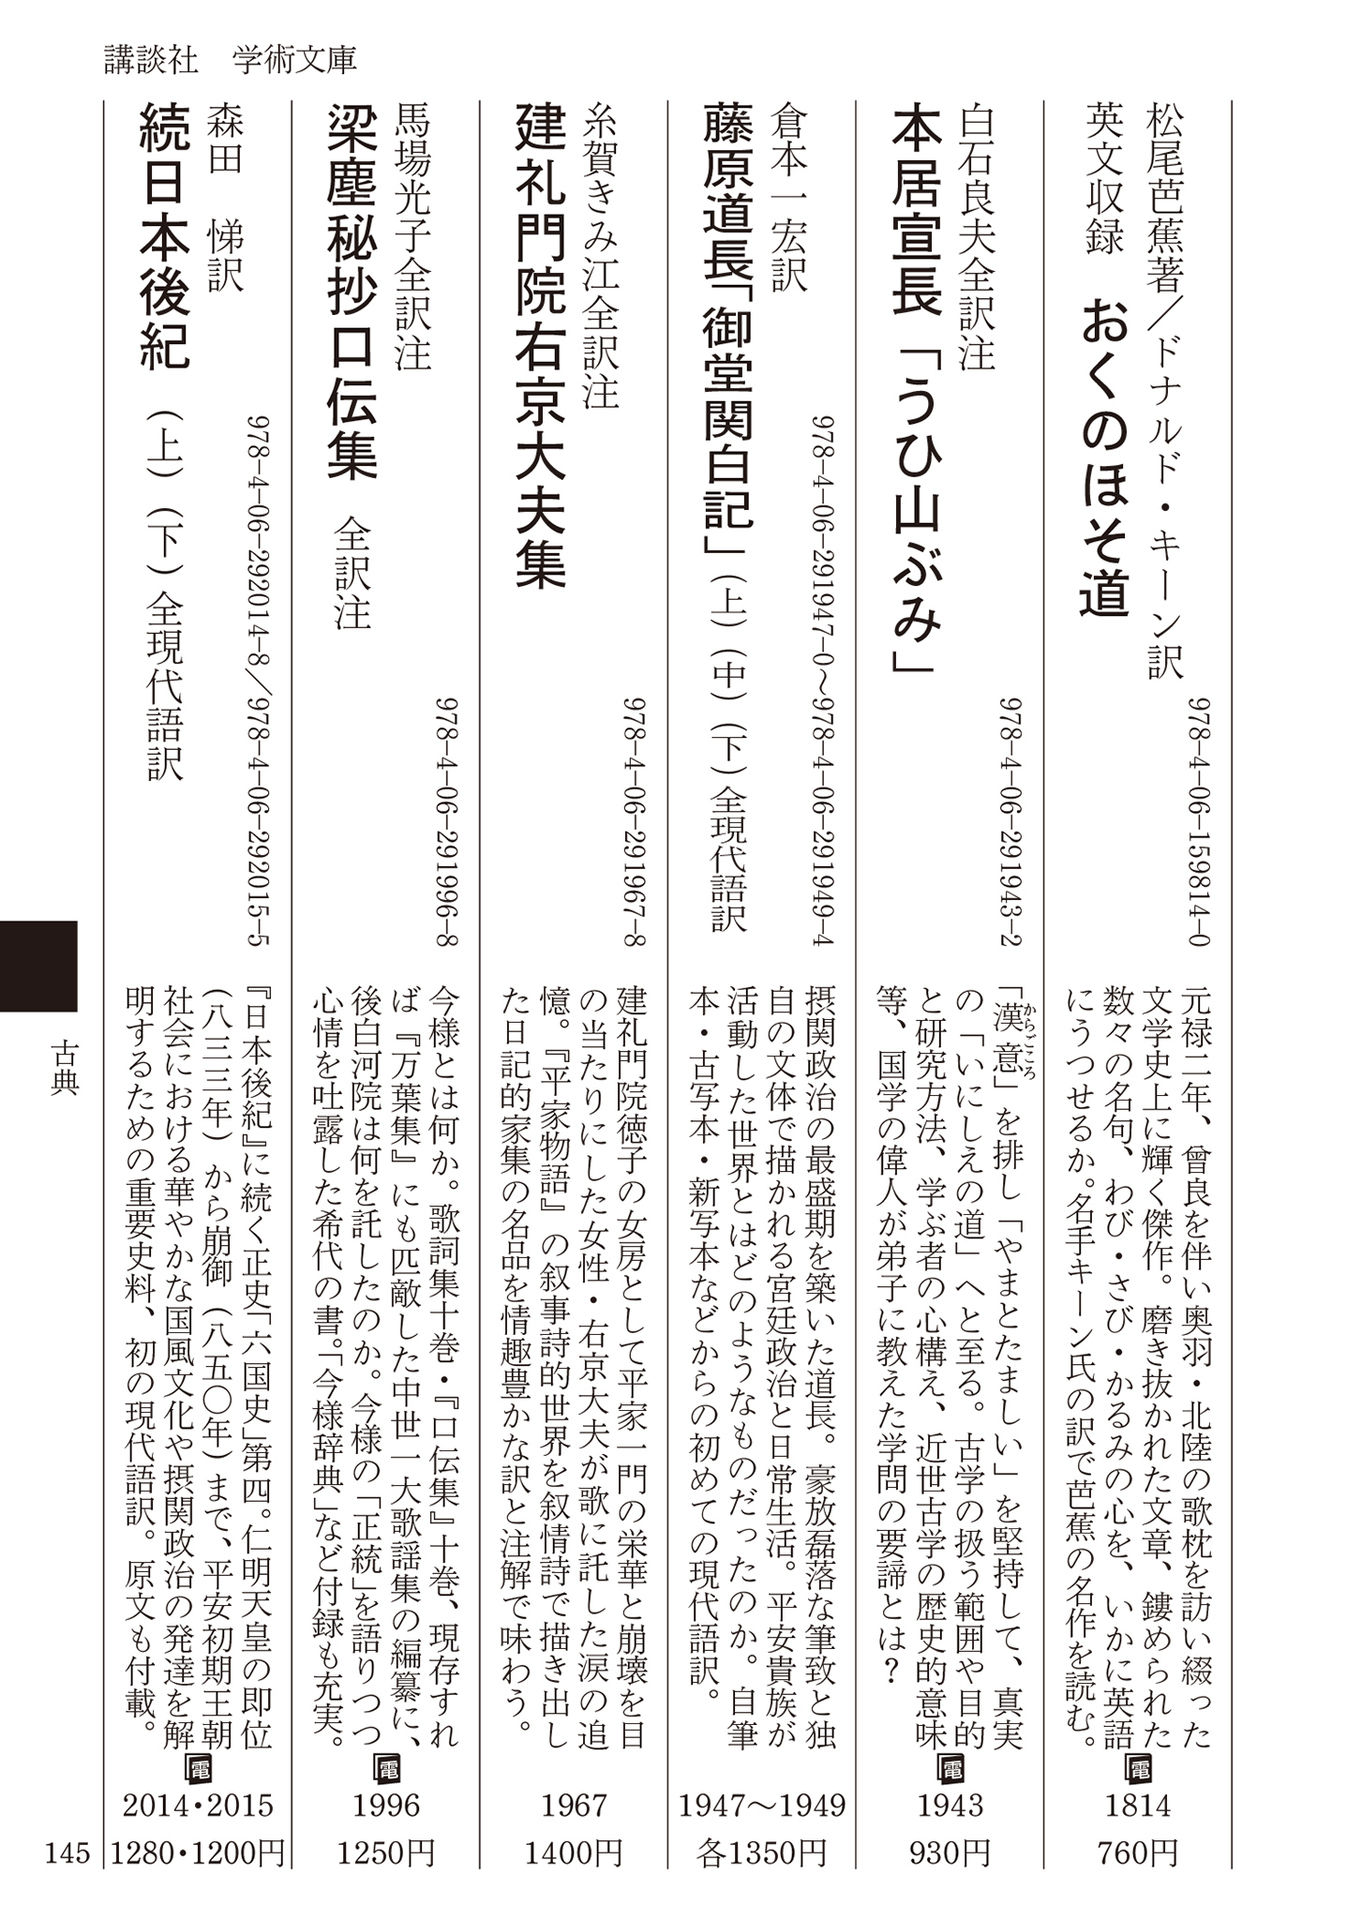 講談社　学術文庫
松尾芭蕉著／ドナルド・キーン訳
英文収録　おくのほそ道
978-4-06-159814-0
元禄二年、曾良を伴い奥羽・北陸の歌枕を訪い綴った
文学史上に輝く傑作。磨き抜かれた文章、鏤められた
数々の名句、わび・さび・かるみの心を、いかに英語
にうつせるか。名手キーン氏の訳で芭蕉の名作を読む。
電
1814
760円
白石良夫全訳注
本居宣長「うひ山ぶみ」
978-4-06-291943-2
「漢意」を排し「やまとたましい」を堅持して、真実
からごころ
の「いにしえの道」へと至る。古学の扱う範囲や目的
と研究方法、学ぶ者の心構え、近世古学の歴史的意味
等、国学の偉人が弟子に教えた学問の要諦とは？
電
1943
930円
倉本一宏訳
藤原道長「御堂関白記」（上）（中）（下）全現代語訳
978-4-06-291947-0〜978-4-06-291949-4
摂関政治の最盛期を築いた道長。豪放磊落な筆致と独
自の文体で描かれる宮廷政治と日常生活。平安貴族が
活動した世界とはどのようなものだったのか。自筆
本・古写本・新写本などからの初めての現代語訳。
1947〜1949
各1350円
糸賀きみ江全訳注
建礼門院右京大夫集
978-4-06-291967-8
建礼門院徳子の女房として平家一門の栄華と崩壊を目
の当たりにした女性・右京大夫が歌に託した涙の追
憶。『平家物語』の叙事詩的世界を叙情詩で描き出し
た日記的家集の名品を情趣豊かな訳と注解で味わう。
1967
1400円
馬場光子全訳注
梁塵秘抄口伝集　全訳注
978-4-06-291996-8
今様とは何か。歌詞集十巻・『口伝集』十巻、現存すれ
ば『万葉集』にも匹敵した中世一大歌謡集の編纂に、
後白河院は何を託したのか。今様の「正統」を語りつつ
心情を吐露した希代の書。「今様辞典」など付録も充実。
電
1996
1250円
森田　悌訳
続日本後紀　（上）（下）全現代語訳
978-4-06-292014-8／978-4-06-292015-5
『日本後紀』に続く正史「六国史」第四。仁明天皇の即位
（八三三年）から崩御（八五〇年）まで、平安初期王朝
社会における華やかな国風文化や摂関政治の発達を解
明するための重要史料、初の現代語訳。原文も付載。
電
2014・2015
1280・1200円
古典
145